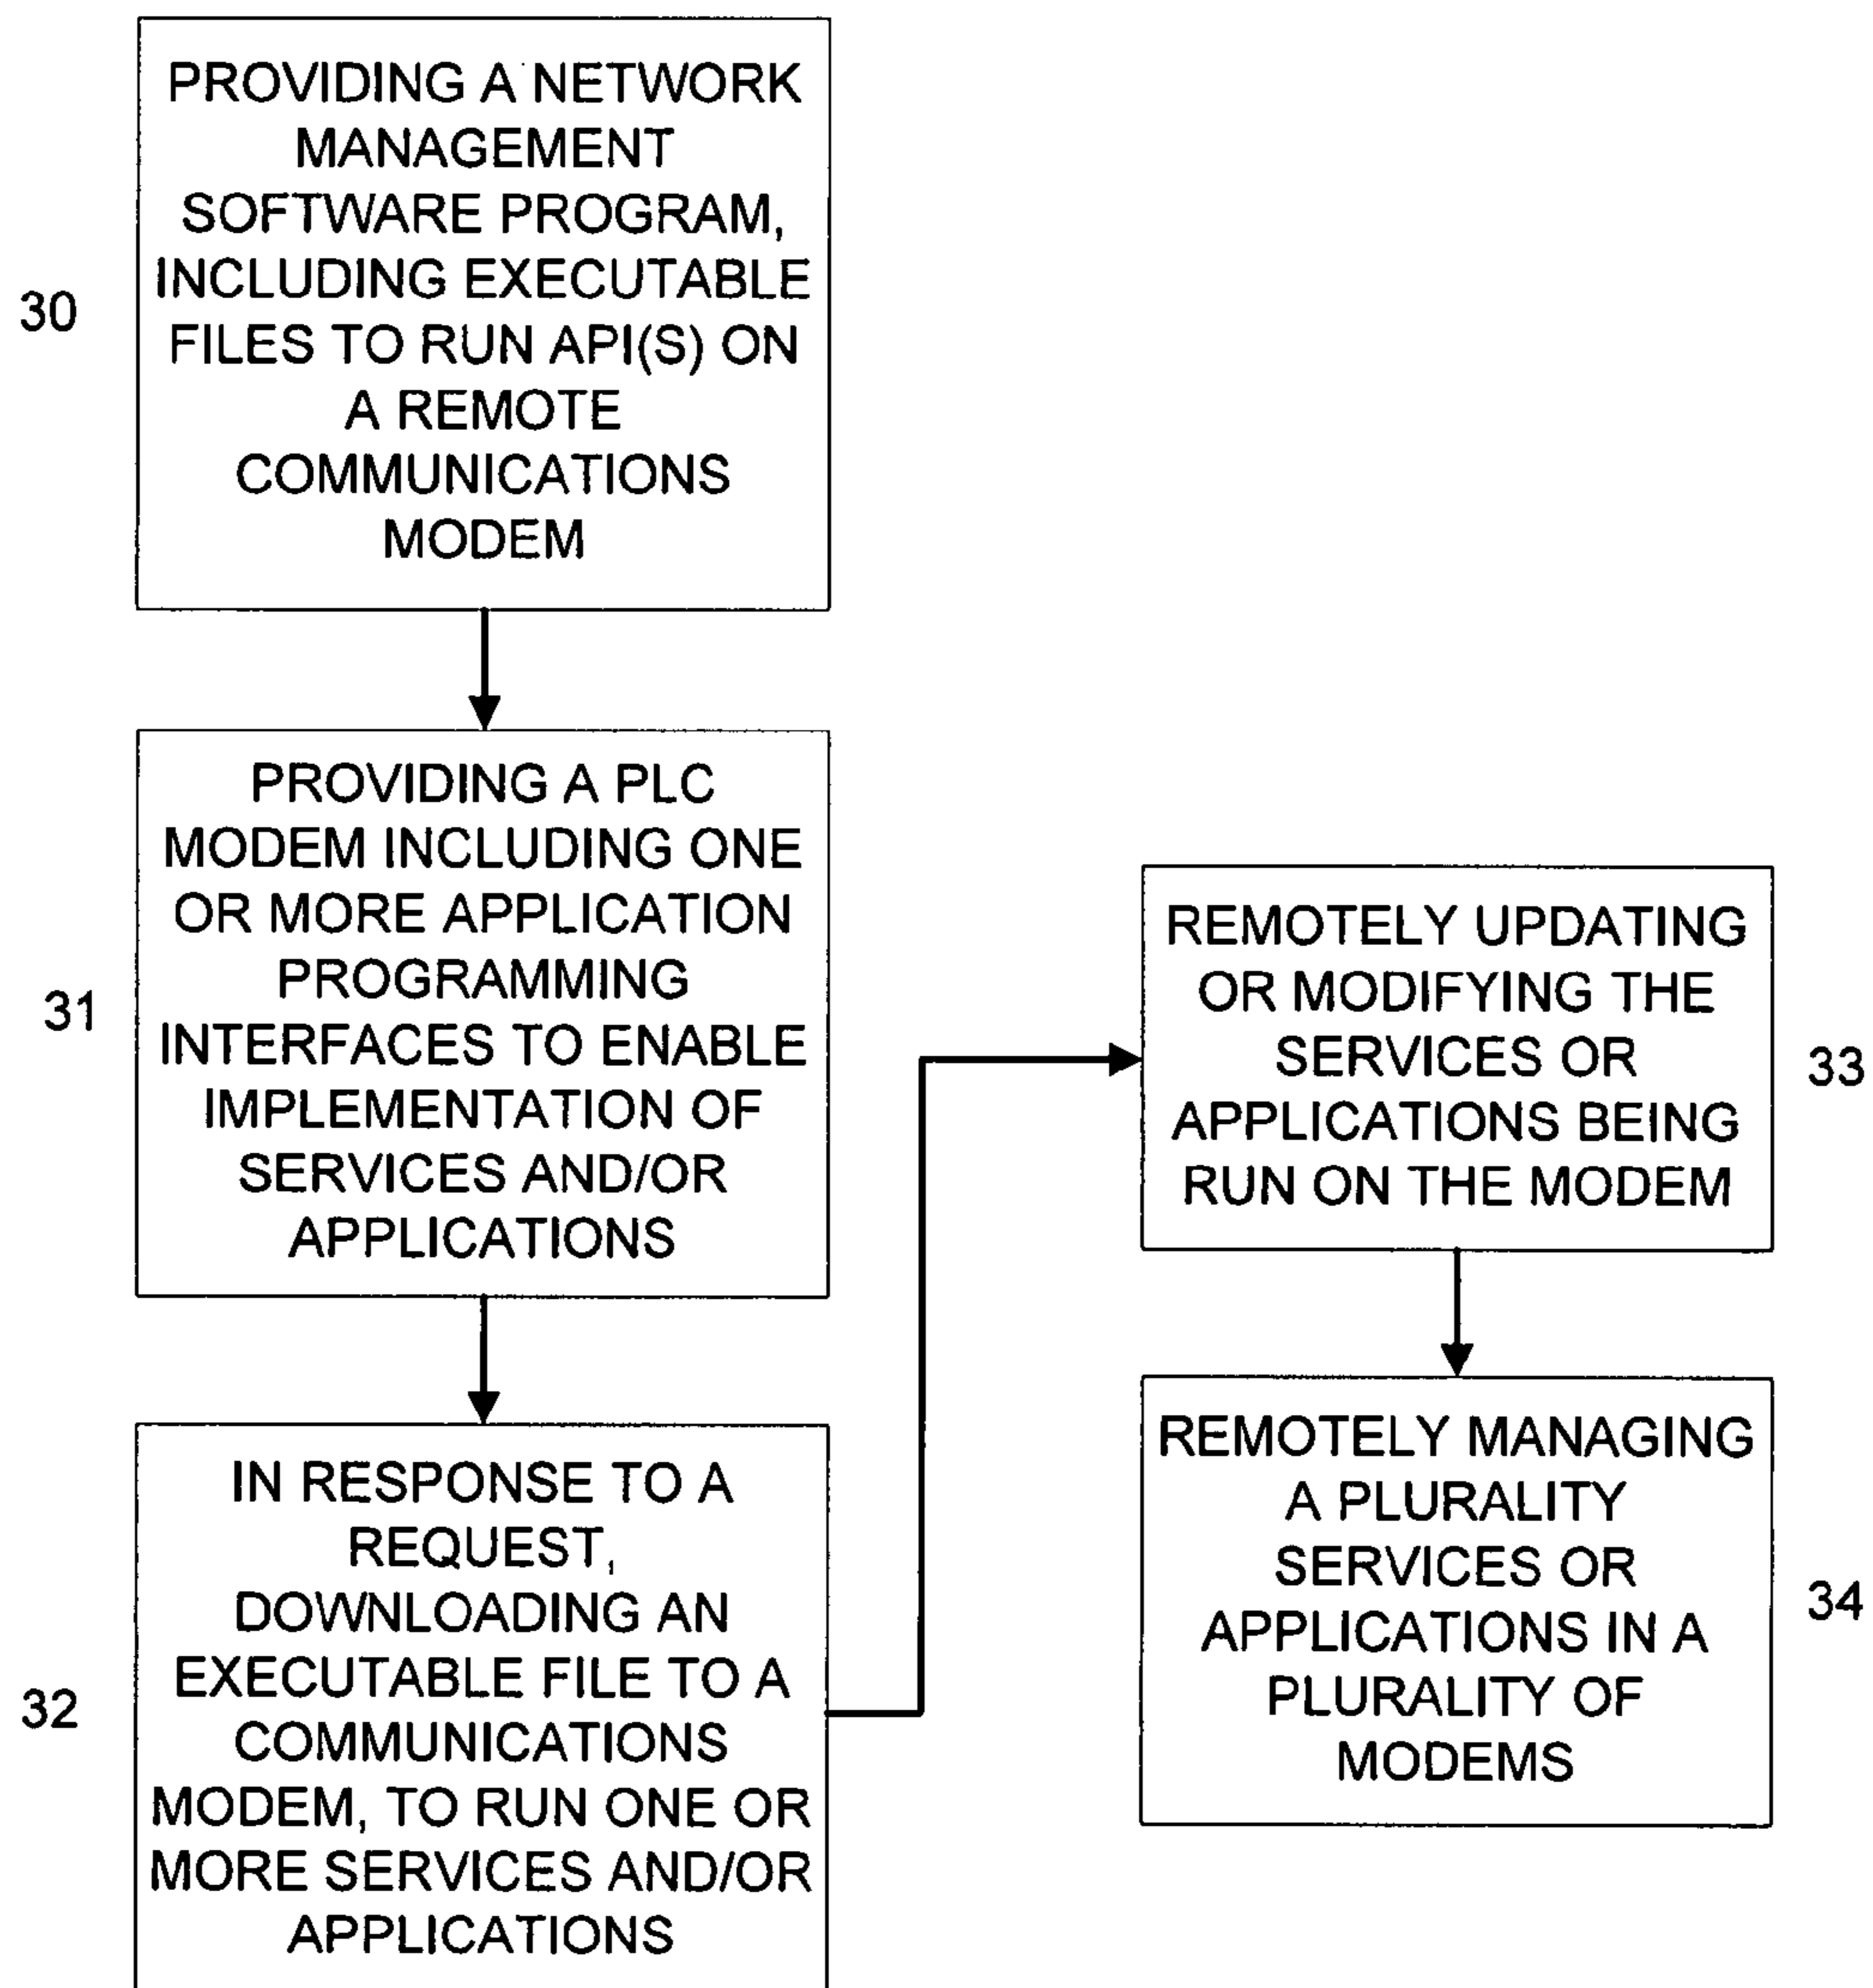 30
PROVIDING A NETWORK
MANAGEMENT
SOFTWARE PROGRAM,
INCLUDING EXECUTABLE
FILES TO RUN API(S) ON
A REMOTE
COMMUNICATIONS
MODEM
31
PROVIDING A PLC
MODEM INCLUDING ONE
OR MORE APPLICATION
PROGRAMMING
INTERFACES TO ENABLE
IMPLEMENTATION OF
SERVICES AND/OR
APPLICATIONS
32
IN RESPONSE TO A
REQUEST,
DOWNLOADING AN
EXECUTABLE FILE TO A
COMMUNICATIONS
MODEM, TO RUN ONE OR
MORE SERVICES AND/OR
APPLICATIONS
REMOTELY UPDATING
OR MODIFYING THE
SERVICES OR
APPLICATIONS BEING
RUN ON THE MODEM
33
REMOTELY MANAGING
A PLURALITY
SERVICES OR
APPLICATIONS IN A
PLURALITY OF
MODEMS
34